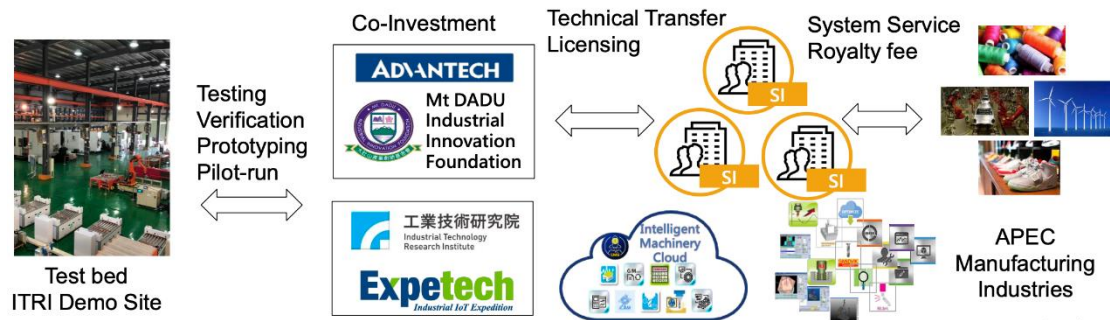 Co-Investment
Technical Transfer
Licensing
System Service
Royalty fee
Testing
Verification
Prototyping
Pilot-run
ADVANTECH
Mt DADU
Industrial
Innovation
Foundation
SI
SI
SI
工業技術研究院
Industrial Technology
Research Institute
Expetech
Industrial IoT Expedition
Intelligent
Machinery
Cloud
Test bed
ITRI Demo Site
APEC
Manufacturing
Industries